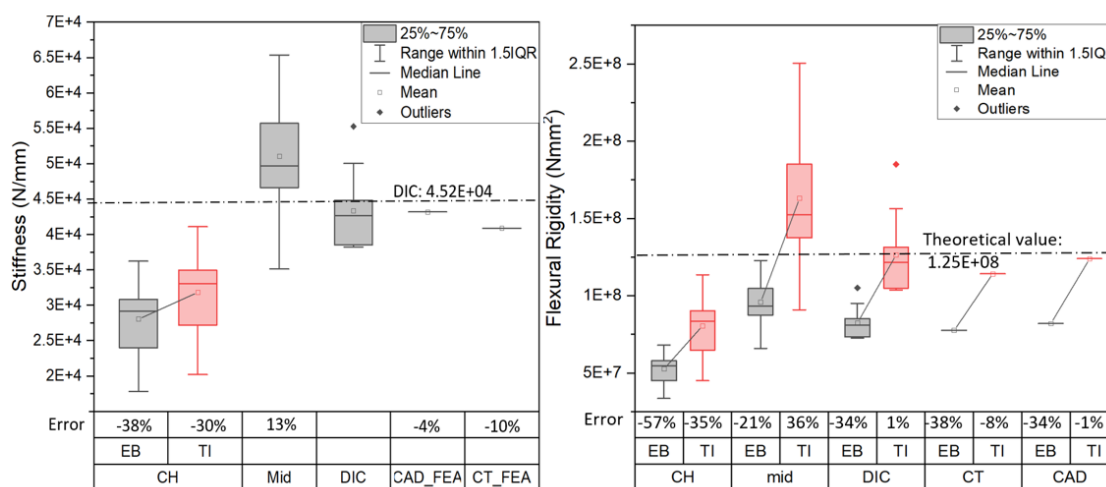 7E+4
6.5E+4
6E+4
5.5E+4
5E+4
4.5E+4
4E+4
3.5E+4
3E+4
2.5E+4
2E+4
Stiffness (N/mm)
25%~75%
Range within 1.5IQR
Median Line
Mean
Outliers
DIC: 4.52E+04
Error -38% -30% 13% -4% -10%
EB TI
CH Mid DIC CAD_FEA CT_FEA
2.5E+8
2E+8
1.5E+8
1E+8
5E+7
Flexural Rigidity (Nmm²)
25%~75%
Range within 1.5IQ
Median Line
Mean
Outliers
Theoretical value:
1.25E+08
Error -57% -35% -21% 36% -34% 1% -38% -8% -34% -1%
EB TI EB TI EB TI EB TI EB TI
CH mid DIC CT CAD